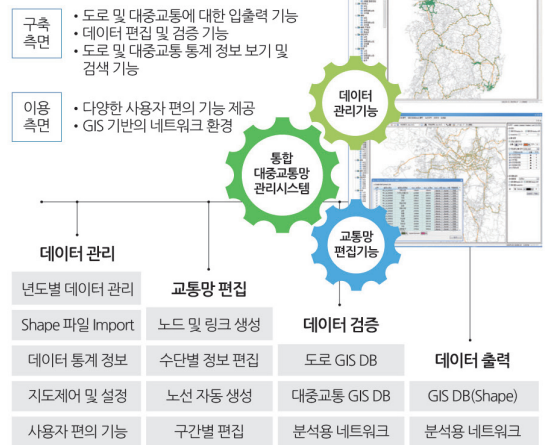 구축
측면
• 도로 및 대중교통에 대한 입출력 기능
• 데이터 편집 및 검증 기능
• 도로 및 대중교통 통계 정보 보기 및
검색 기능
이용
측면
• 다양한 사용자 편의 기능 제공
• GIS 기반의 네트워크 환경
데이터
관리기능
통합
대중교통망
관리시스템
교통망
편집기능
데이터 관리
년도별 데이터 관리
Shape 파일 Import
데이터 통계 정보
지도제어 및 설정
사용자 편의 기능
교통망 편집
노드 및 링크 생성
수단별 정보 편집
노선 자동 생성
구간별 편집
데이터 검증
도로 GIS DB
대중교통 GIS DB
분석용 네트워크
데이터 출력
GIS DB(Shape)
분석용 네트워크